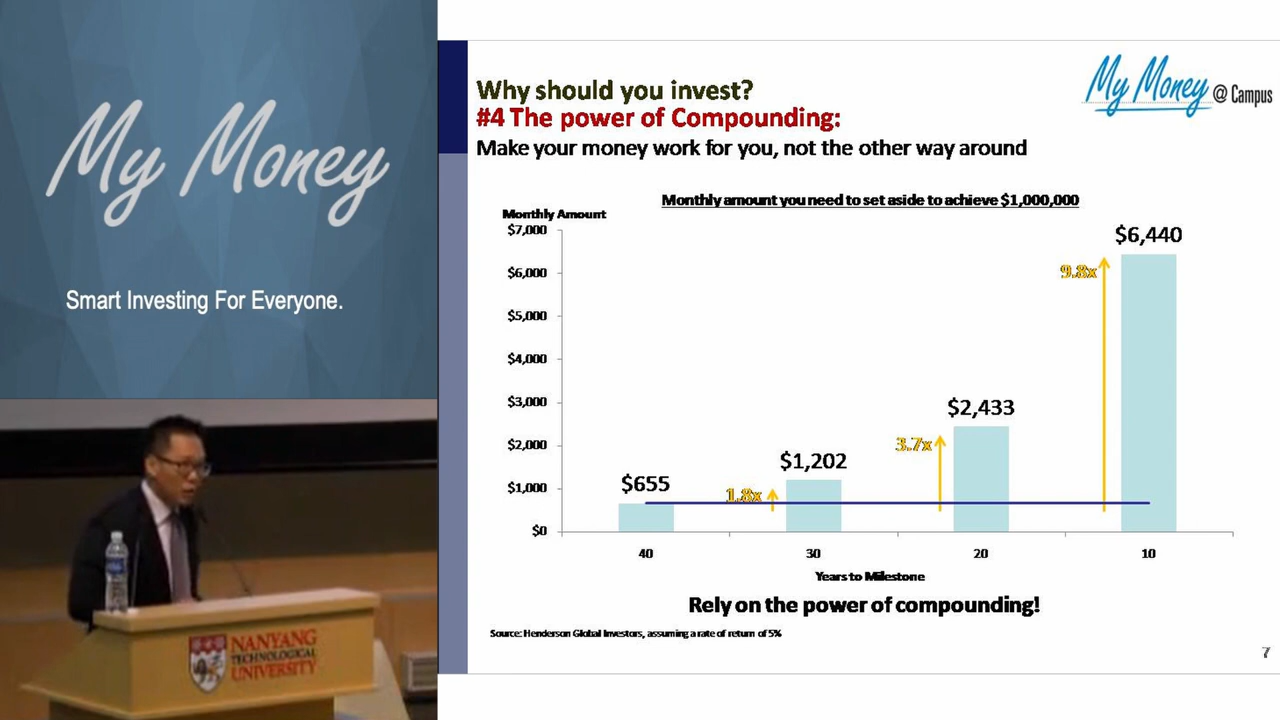 My Money
Smart Investing For Everyone.
NANYANG
TECHNOLOGICAL
UNIVERSITY
Why should you invest?
#4 The power of Compounding:
Make your money work for you, not the other way around
My Money @ Campus
Monthly amount you need to set aside to achieve $1,000,000
Monthly Amount
$7,000
$6,000
$5,000
$4,000
$3,000
$2,000
$1,000
$0
$655
1.8x
$1,202
3.7x
$2,433
9.8x
$6,440
40
30
20
10
Years to Milestone
Rely on the power of compounding!
Source: Henderson Global Investors, assuming a rate of return of 5%
7